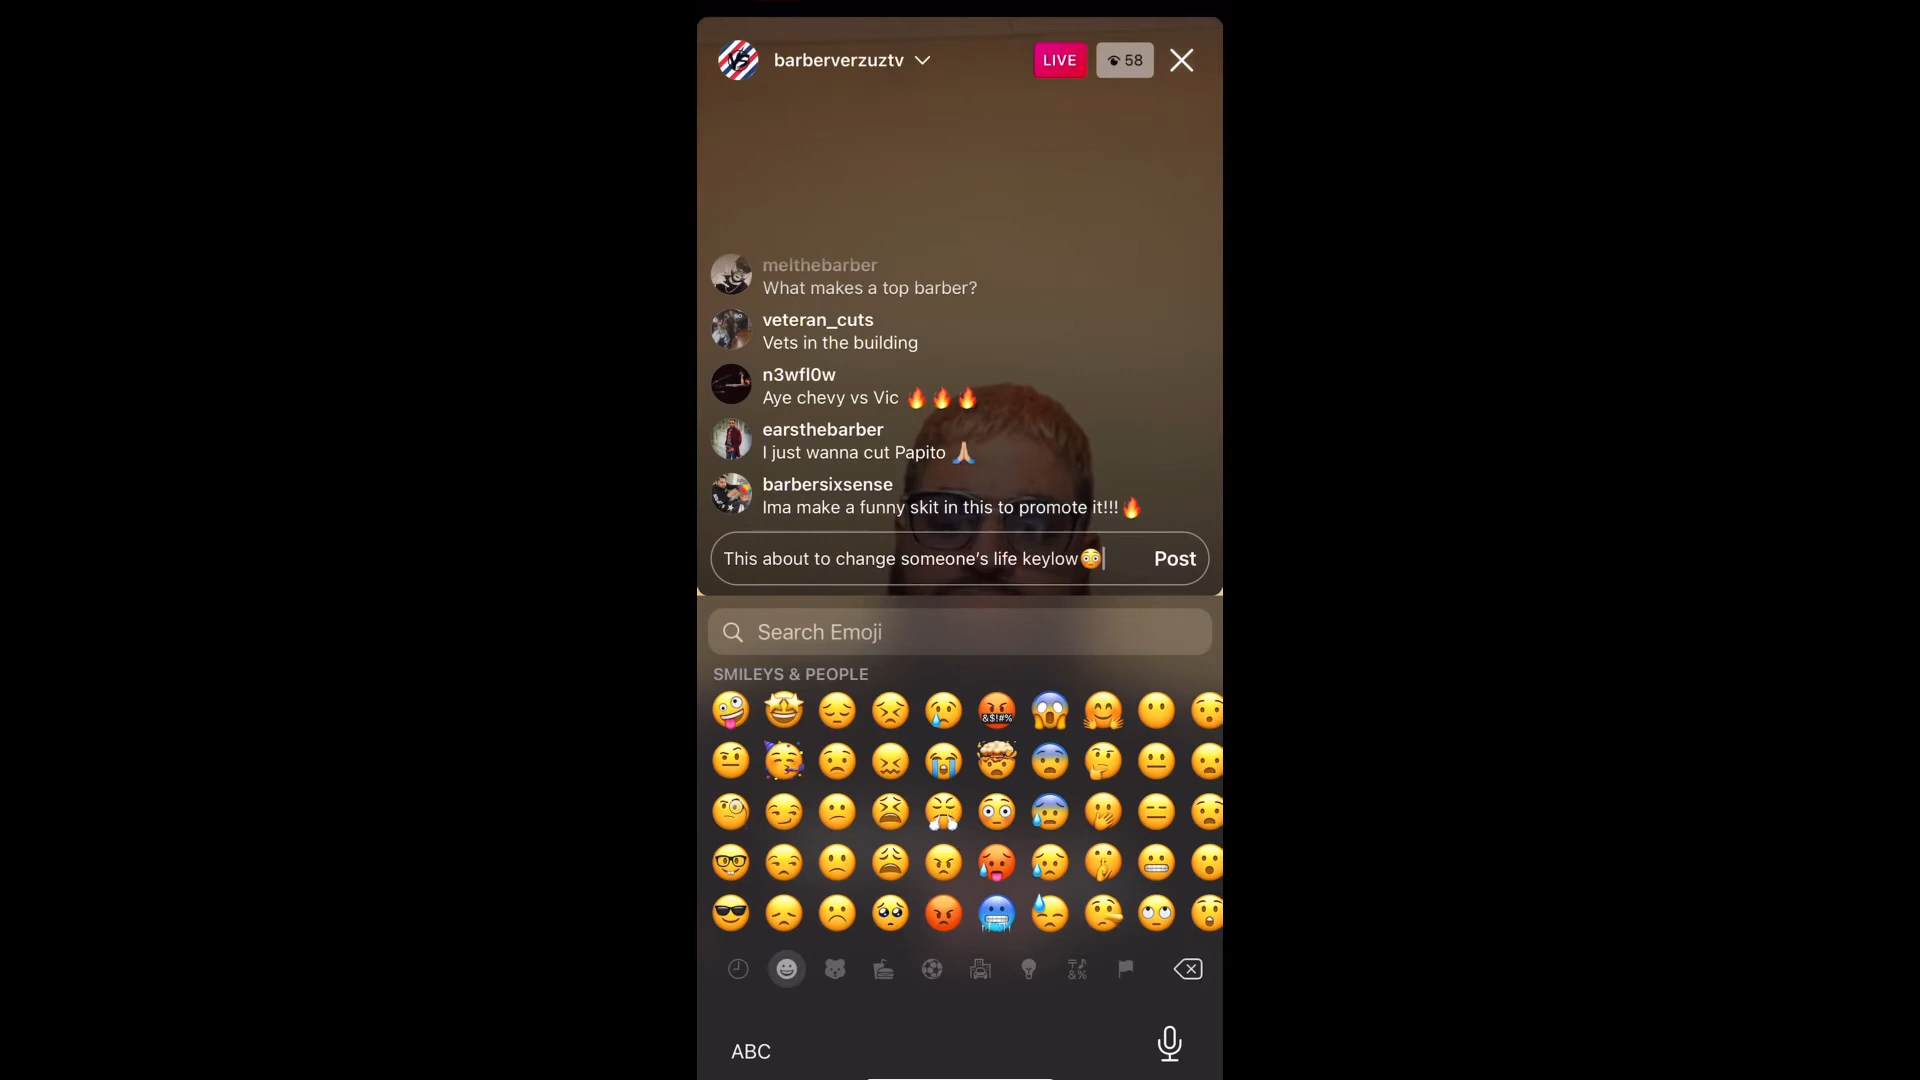 barberverzuztv
LIVE
58
melthebarber
What makes a top barber?
veteran_cuts
Vets in the building
n3wfl0w
Aye chevy vs Vic 🔥🔥🔥
earsthebarber
I just wanna cut Papito 🙏🏼
barbersixsense
Ima make a funny skit in this to promote it!!!🔥
This about to change someone’s life keylow😳
Post
Search Emoji
SMILEYS & PEOPLE
ABC